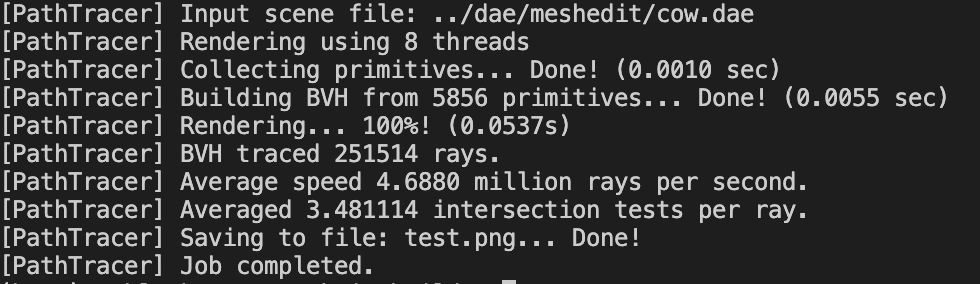 [PathTracer] Input scene file: ../dae/meshedit/cow.dae
[PathTracer] Rendering using 8 threads
[PathTracer] Collecting primitives... Done! (0.0010 sec)
[PathTracer] Building BVH from 5856 primitives... Done! (0.0055 sec)
[PathTracer] Rendering... 100%! (0.0537s)
[PathTracer] BVH traced 251514 rays.
[PathTracer] Average speed 4.6880 million rays per second.
[PathTracer] Averaged 3.481114 intersection tests per ray.
[PathTracer] Saving to file: test.png... Done!
[PathTracer] Job completed.